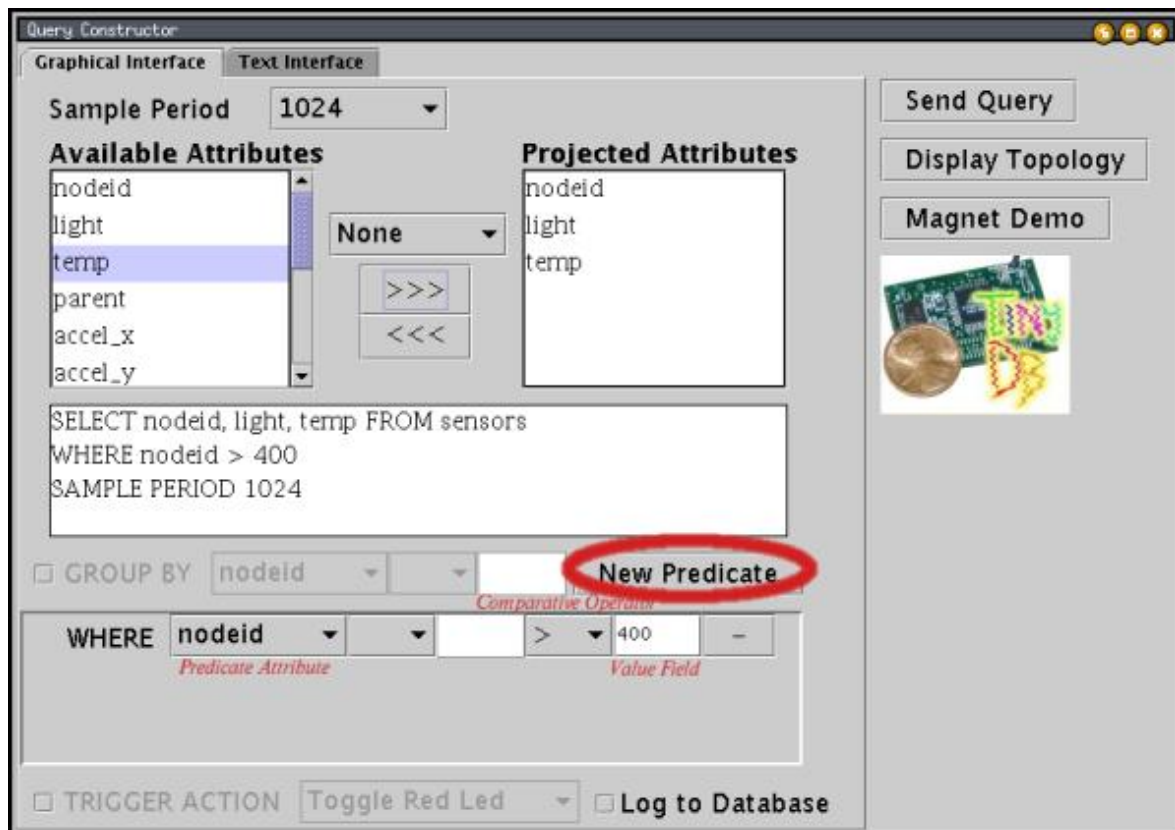 Query Constructor
Graphical Interface Text Interface
Sample Period 1024
Available Attributes
nodeid
light
temp
parent
accel_x
accel_y
None
>>>
<<<
Projected Attributes
nodeid
light
temp
SELECT nodeid, light, temp FROM sensors
WHERE nodeid > 400
SAMPLE PERIOD 1024
GROUP BY nodeid New Predicate
Comparative Operator
WHERE nodeid > 400 -
Predicate Attribute Value Field
TRIGGER ACTION Toggle Red Led Log to Database
Send Query
Display Topology
Magnet Demo
Tiny
DB